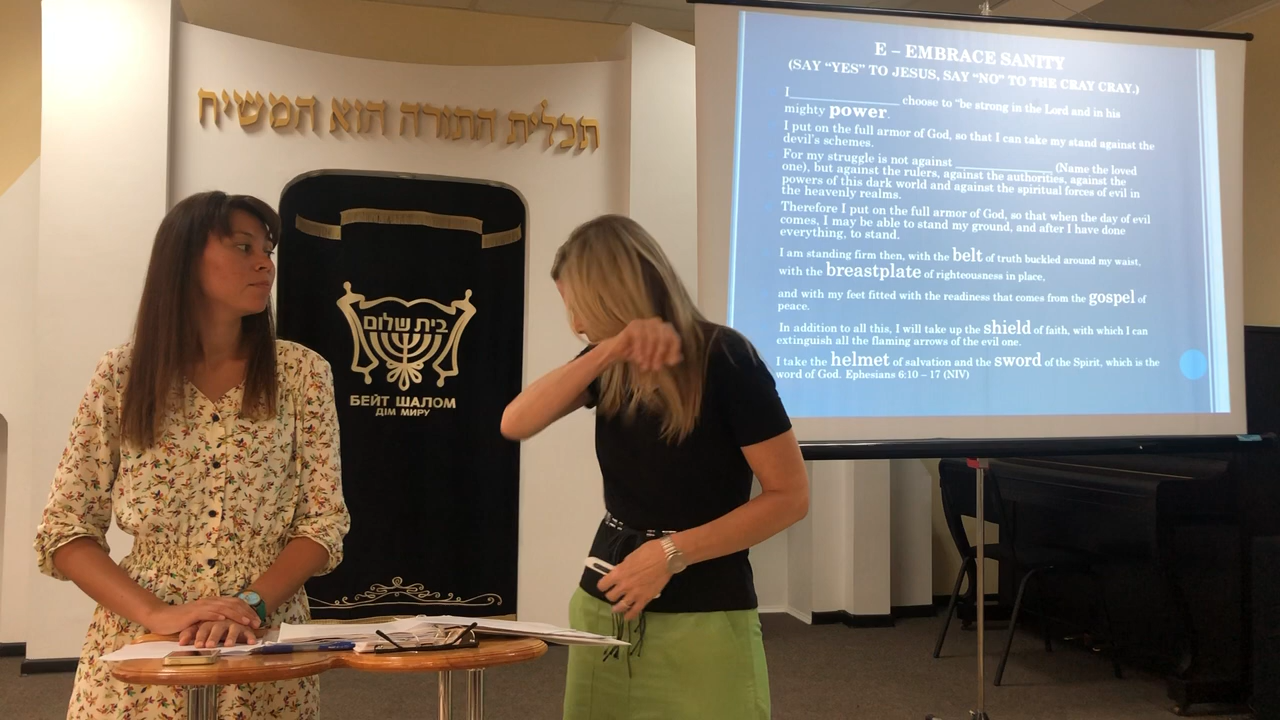 תכלית התורה הוא המשיח
בית שלום
БЕЙТ ШАЛОМ
ДІМ МИРУ
E – EMBRACE SANITY
(SAY “YES” TO JESUS, SAY “NO” TO THE CRAY CRAY.)
I____________________ choose to “be strong in the Lord and in his
mighty power.
I put on the full armor of God, so that I can take my stand against the
devil’s schemes.
For my struggle is not against _________________ (Name the loved
one), but against the rulers, against the authorities, against the
powers of this dark world and against the spiritual forces of evil in
the heavenly realms.
Therefore I put on the full armor of God, so that when the day of evil
comes, I may be able to stand my ground, and after I have done
everything, to stand.
I am standing firm then, with the belt of truth buckled around my waist,
with the breastplate of righteousness in place,
and with my feet fitted with the readiness that comes from the gospel of
peace.
In addition to all this, I will take up the shield of faith, with which I can
extinguish all the flaming arrows of the evil one.
I take the helmet of salvation and the sword of the Spirit, which is the
word of God. Ephesians 6:10 – 17 (NIV)